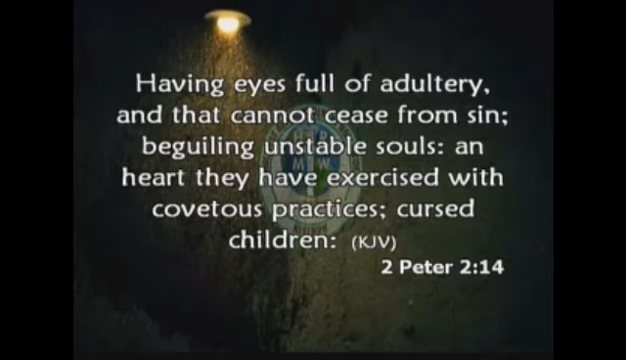 Having eyes full of adultery,
and that cannot cease from sin;
beguiling unstable souls: an
heart they have exercised with
covetous practices; cursed
children: (KJV)
2 Peter 2:14